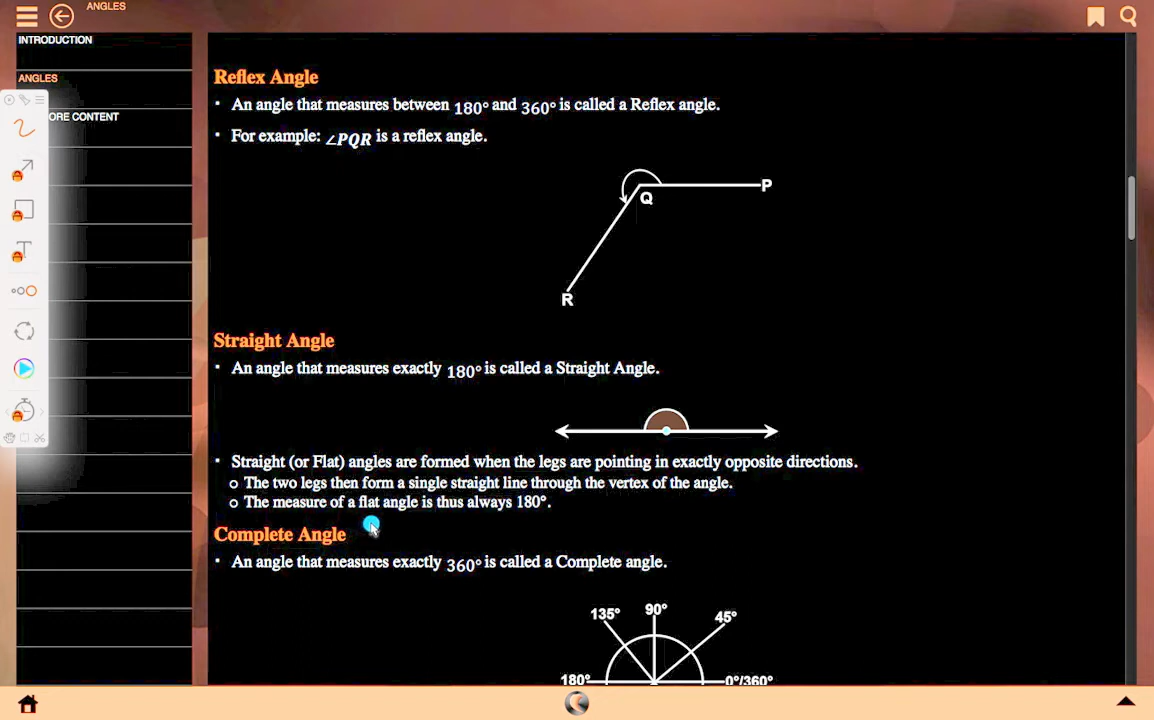 ANGLES
INTRODUCTION
ANGLES
ORE CONTENT
Reflex Angle
· An angle that measures between 180° and 360° is called a Reflex angle.
· For example: ∠PQR is a reflex angle.
P
Q
R
Straight Angle
· An angle that measures exactly 180° is called a Straight Angle.
· Straight (or Flat) angles are formed when the legs are pointing in exactly opposite directions.
o The two legs then form a single straight line through the vertex of the angle.
o The measure of a flat angle is thus always 180°.
Complete Angle
· An angle that measures exactly 360° is called a Complete angle.
135° 90° 45°
180° 0°/360°